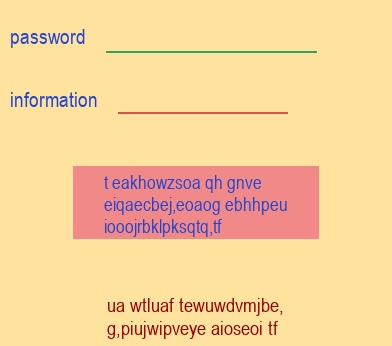 password
information
t eakhowzsoa qh gnve
eiqaecbej,eoaog ebhhpeu
iooojrbklpksqtq,tf
ua wtluaf tewuwdvmjbe,
g,piujwipveye aioseoi tf